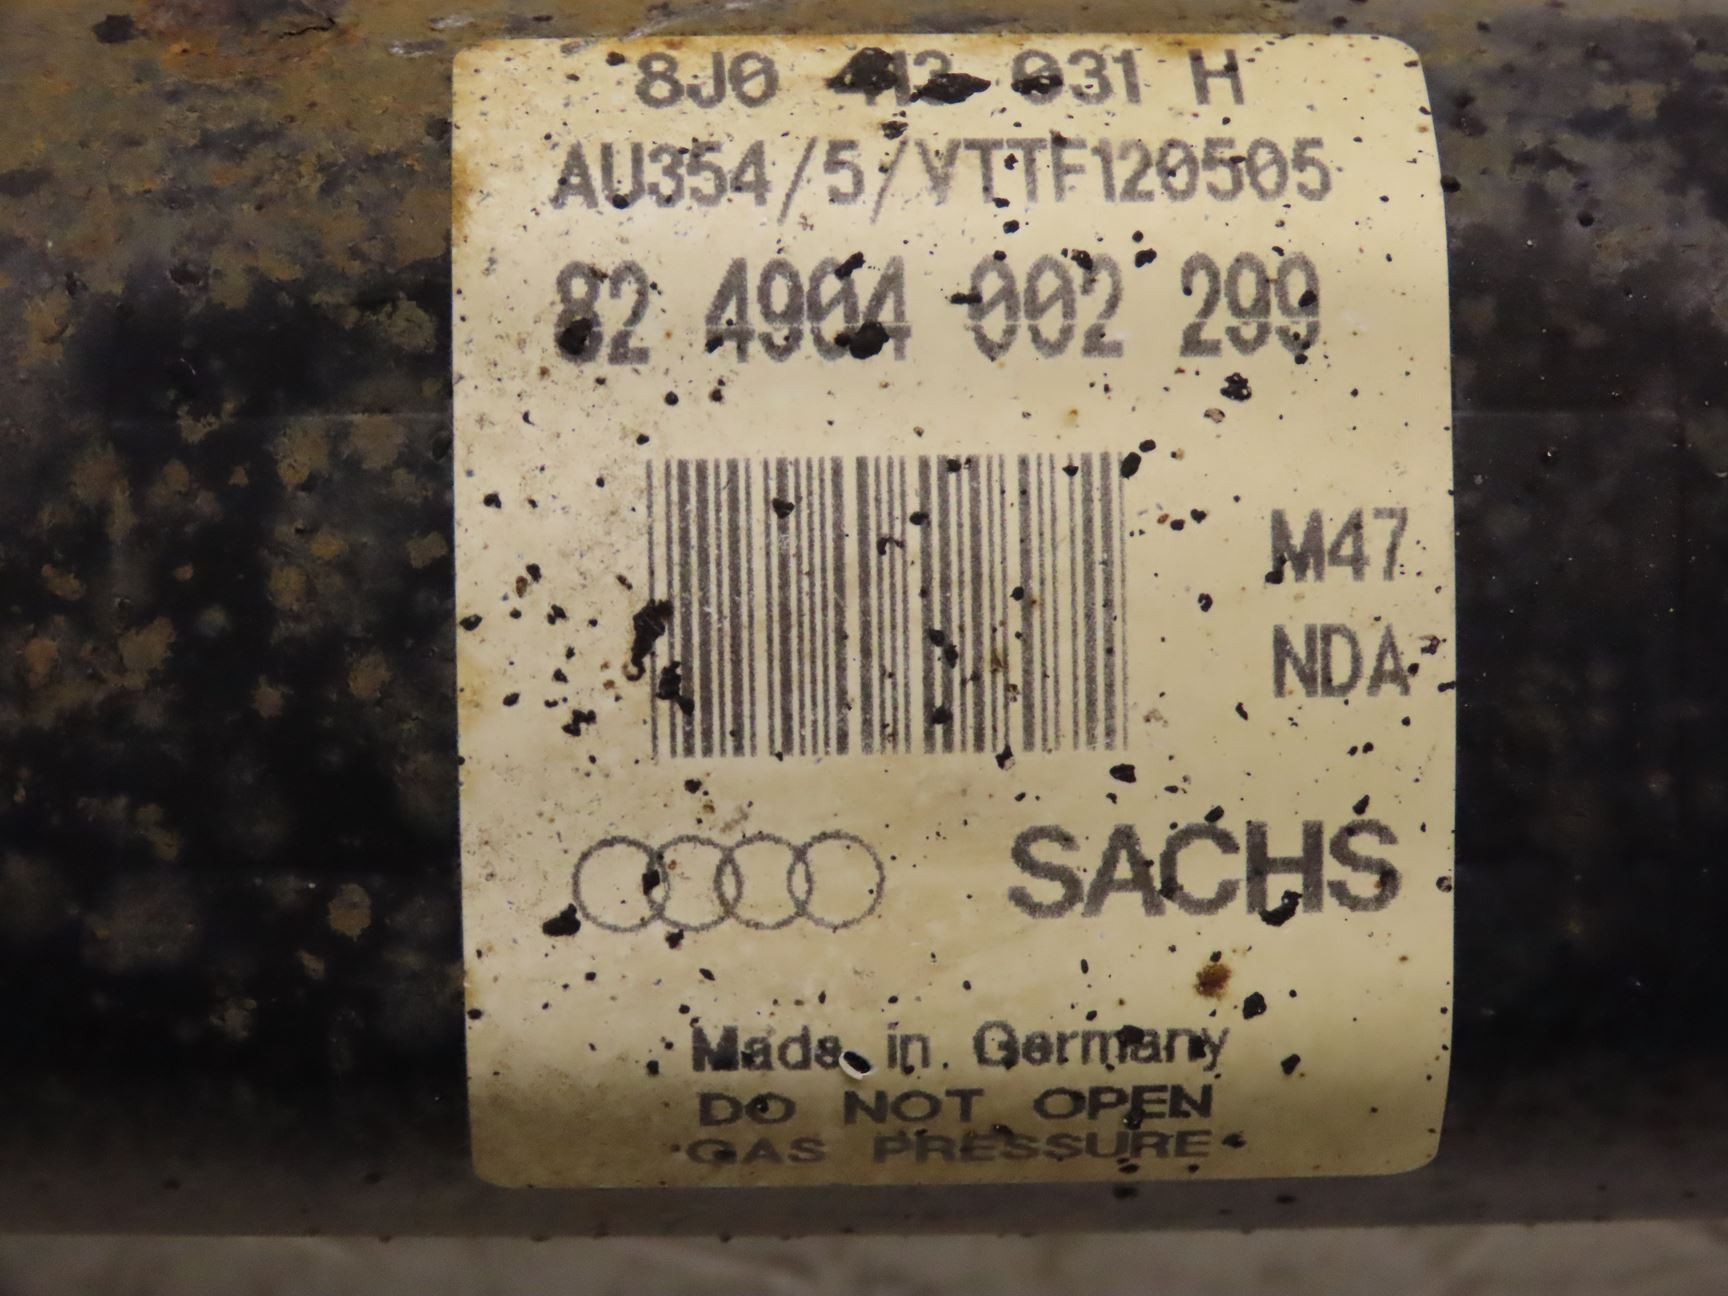 8J0 413 031 H
AU354/5/VTTF120505
82 4904 002 299
M47
NDA
SACHS
Made in Germany
DO NOT OPEN
GAS PRESSURE